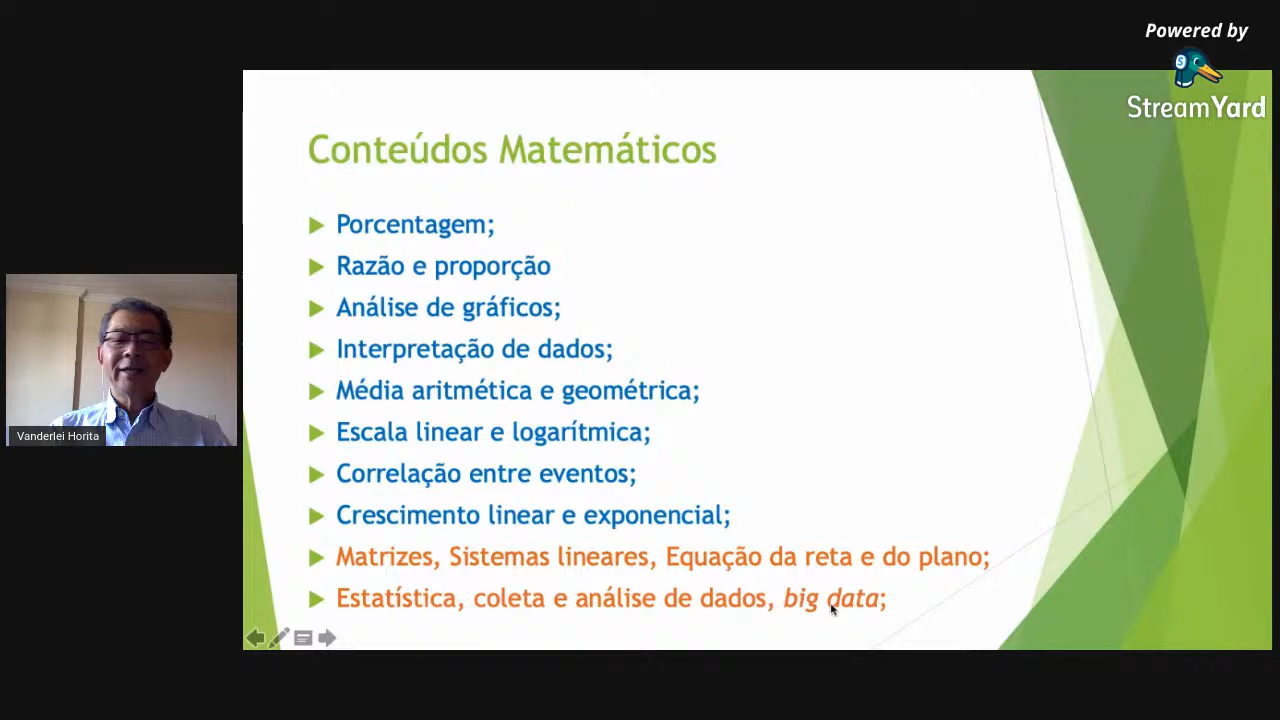 Powered by
StreamYard
Conteúdos Matemáticos
Porcentagem;
Razão e proporção
Análise de gráficos;
Interpretação de dados;
Média aritmética e geométrica;
Escala linear e logarítmica;
Correlação entre eventos;
Crescimento linear e exponencial;
Matrizes, Sistemas lineares, Equação da reta e do plano;
Estatística, coleta e análise de dados, big data;
Vanderlei Horita